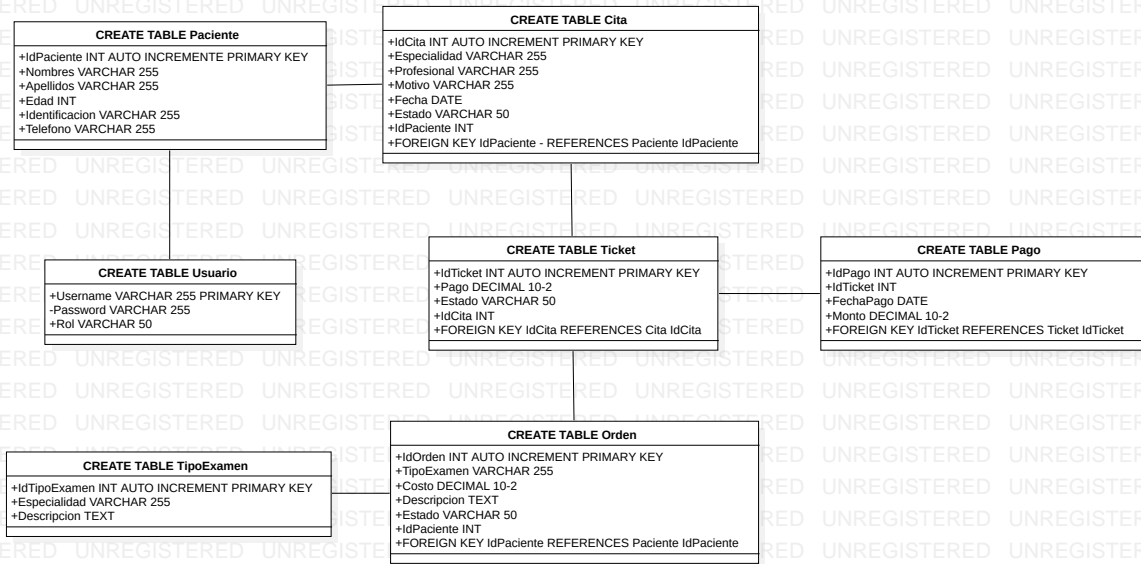 CREATE TABLE Paciente
+IdPaciente INT AUTO INCREMENTE PRIMARY KEY
+Nombres VARCHAR 255
+Apellidos VARCHAR 255
+Edad INT
+Identificacion VARCHAR 255
+Telefono VARCHAR 255
CREATE TABLE Cita
+IdCita INT AUTO INCREMENT PRIMARY KEY
+Especialidad VARCHAR 255
+Profesional VARCHAR 255
+Motivo VARCHAR 255
+Fecha DATE
+Estado VARCHAR 50
+IdPaciente INT
+FOREIGN KEY IdPaciente - REFERENCES Paciente IdPaciente
CREATE TABLE Usuario
+Username VARCHAR 255 PRIMARY KEY
-Password VARCHAR 255
+Rol VARCHAR 50
CREATE TABLE Ticket
+IdTicket INT AUTO INCREMENT PRIMARY KEY
+Pago DECIMAL 10-2
+Estado VARCHAR 50
+IdCita INT
+FOREIGN KEY IdCita REFERENCES Cita IdCita
CREATE TABLE Pago
+IdPago INT AUTO INCREMENT PRIMARY KEY
+IdTicket INT
+FechaPago DATE
+Monto DECIMAL 10-2
+FOREIGN KEY IdTicket REFERENCES Ticket IdTicket
CREATE TABLE TipoExamen
+IdTipoExamen INT AUTO INCREMENT PRIMARY KEY
+Especialidad VARCHAR 255
+Descripcion TEXT
CREATE TABLE Orden
+IdOrden INT AUTO INCREMENT PRIMARY KEY
+TipoExamen VARCHAR 255
+Costo DECIMAL 10-2
+Descripcion TEXT
+Estado VARCHAR 50
+IdPaciente INT
+FOREIGN KEY IdPaciente REFERENCES Paciente IdPaciente
UNREGISTERED